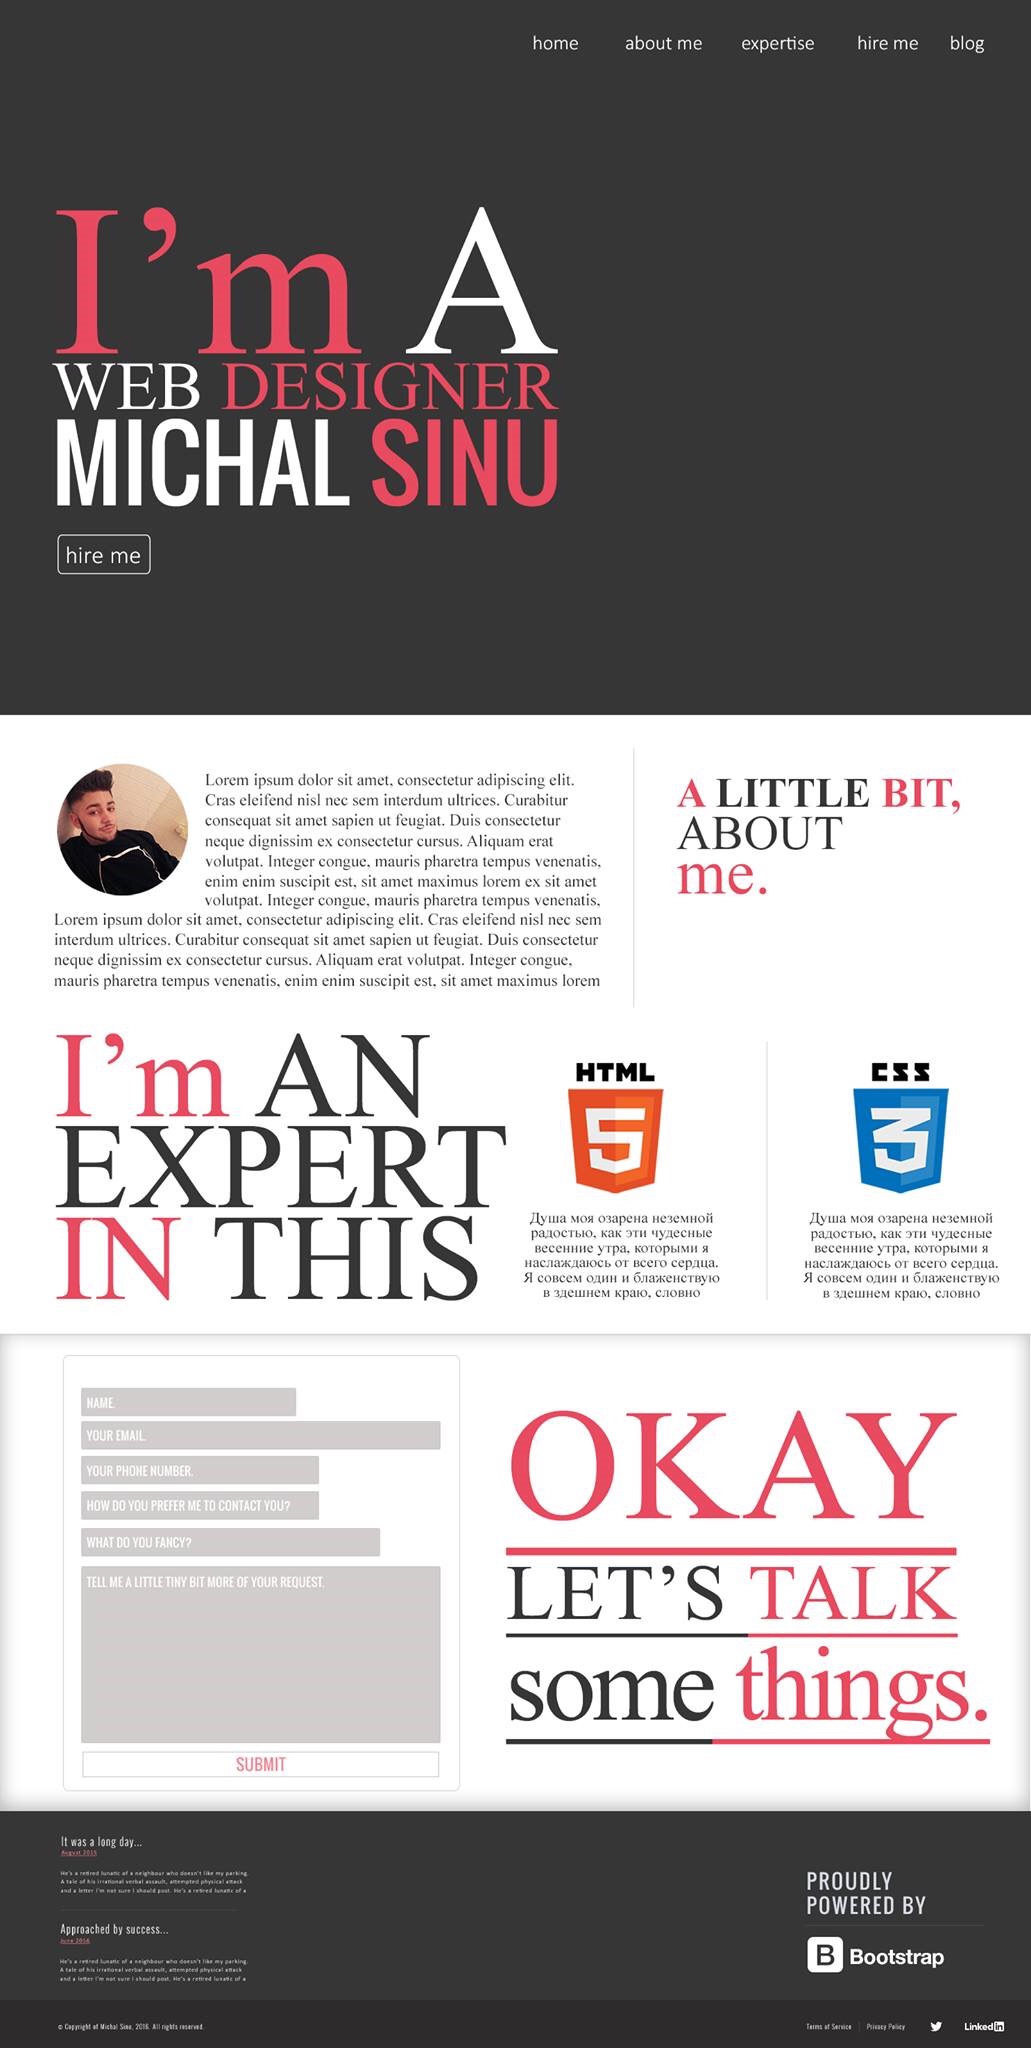 home about me expertise hire me blog
I'm A
WEB DESIGNER
MICHAL SINU
hire me
Lorem ipsum dolor sit amet, consectetur adipiscing elit.
Cras eleifend nisl nec sem interdum ultrices. Curabitur
consequat sit amet sapien ut feugiat. Duis consectetur
neque dignissim ex consectetur cursus. Aliquam erat
volutpat. Integer congue, mauris pharetra tempus venenatis,
enim enim suscipit est, sit amet maximus lorem ex sit amet
volutpat. Integer congue, mauris pharetra tempus venenatis,
Lorem ipsum dolor sit amet, consectetur adipiscing elit. Cras eleifend nisl nec sem
interdum ultrices. Curabitur consequat sit amet sapien ut feugiat. Duis consectetur
neque dignissim ex consectetur cursus. Aliquam erat volutpat. Integer congue,
mauris pharetra tempus venenatis, enim enim suscipit est, sit amet maximus lorem
A LITTLE BIT,
ABOUT
me.
I'm AN
EXPERT
IN THIS
HTML
5
Душа моя озарена неземной
радостью, как эти чудесные
весенние утра, которыми я
наслаждаюсь от всего сердца.
Я совсем один и блаженствую
в здешнем краю, словно
CSS
3
Душа моя озарена неземной
радостью, как эти чудесные
весенние утра, которыми я
наслаждаюсь от всего сердца.
Я совсем один и блаженствую
в здешнем краю, словно
NAME.
YOUR EMAIL.
YOUR PHONE NUMBER.
HOW DO YOU PREFER ME TO CONTACT YOU?
WHAT DO YOU FANCY?
TELL ME A LITTLE TINY BIT MORE OF YOUR REQUEST.
SUBMIT
OKAY
LET'S TALK
some things.
It was a long day...
August 2015
He's a retired lunatic of a neighbour who doesn't like my parking.
A tale of his irrational verbal assault, attempted physical attack
and a letter I'm not sure I should post. He's a retired lunatic of a
Approached by success...
June 2016
He's a retired lunatic of a neighbour who doesn't like my parking.
A tale of his irrational verbal assault, attempted physical attack
and a letter I'm not sure I should post. He's a retired lunatic of a
PROUDLY
POWERED BY
B Bootstrap
© Copyright of Michal Sinu, 2016. All rights reserved.
Terms of Service | Privacy Policy
Linked in